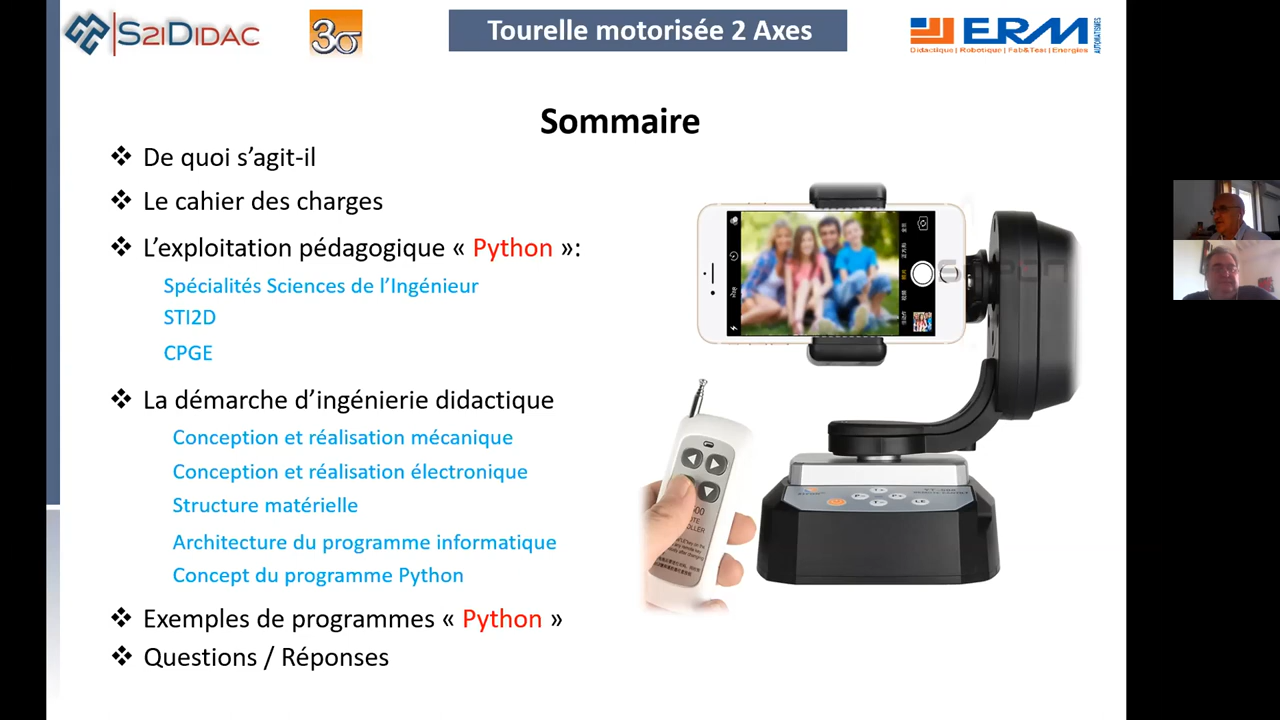 S2IDIDAC
3σ
Tourelle motorisée 2 Axes
ERM
AUTOMATISMES
Didactique | Robotique | Fab&Test | Energies
Sommaire
❖ De quoi s’agit-il
❖ Le cahier des charges
❖ L’exploitation pédagogique « Python »:
Spécialités Sciences de l’Ingénieur
STI2D
CPGE
❖ La démarche d’ingénierie didactique
Conception et réalisation mécanique
Conception et réalisation électronique
Structure matérielle
Architecture du programme informatique
Concept du programme Python
❖ Exemples de programmes « Python »
❖ Questions / Réponses